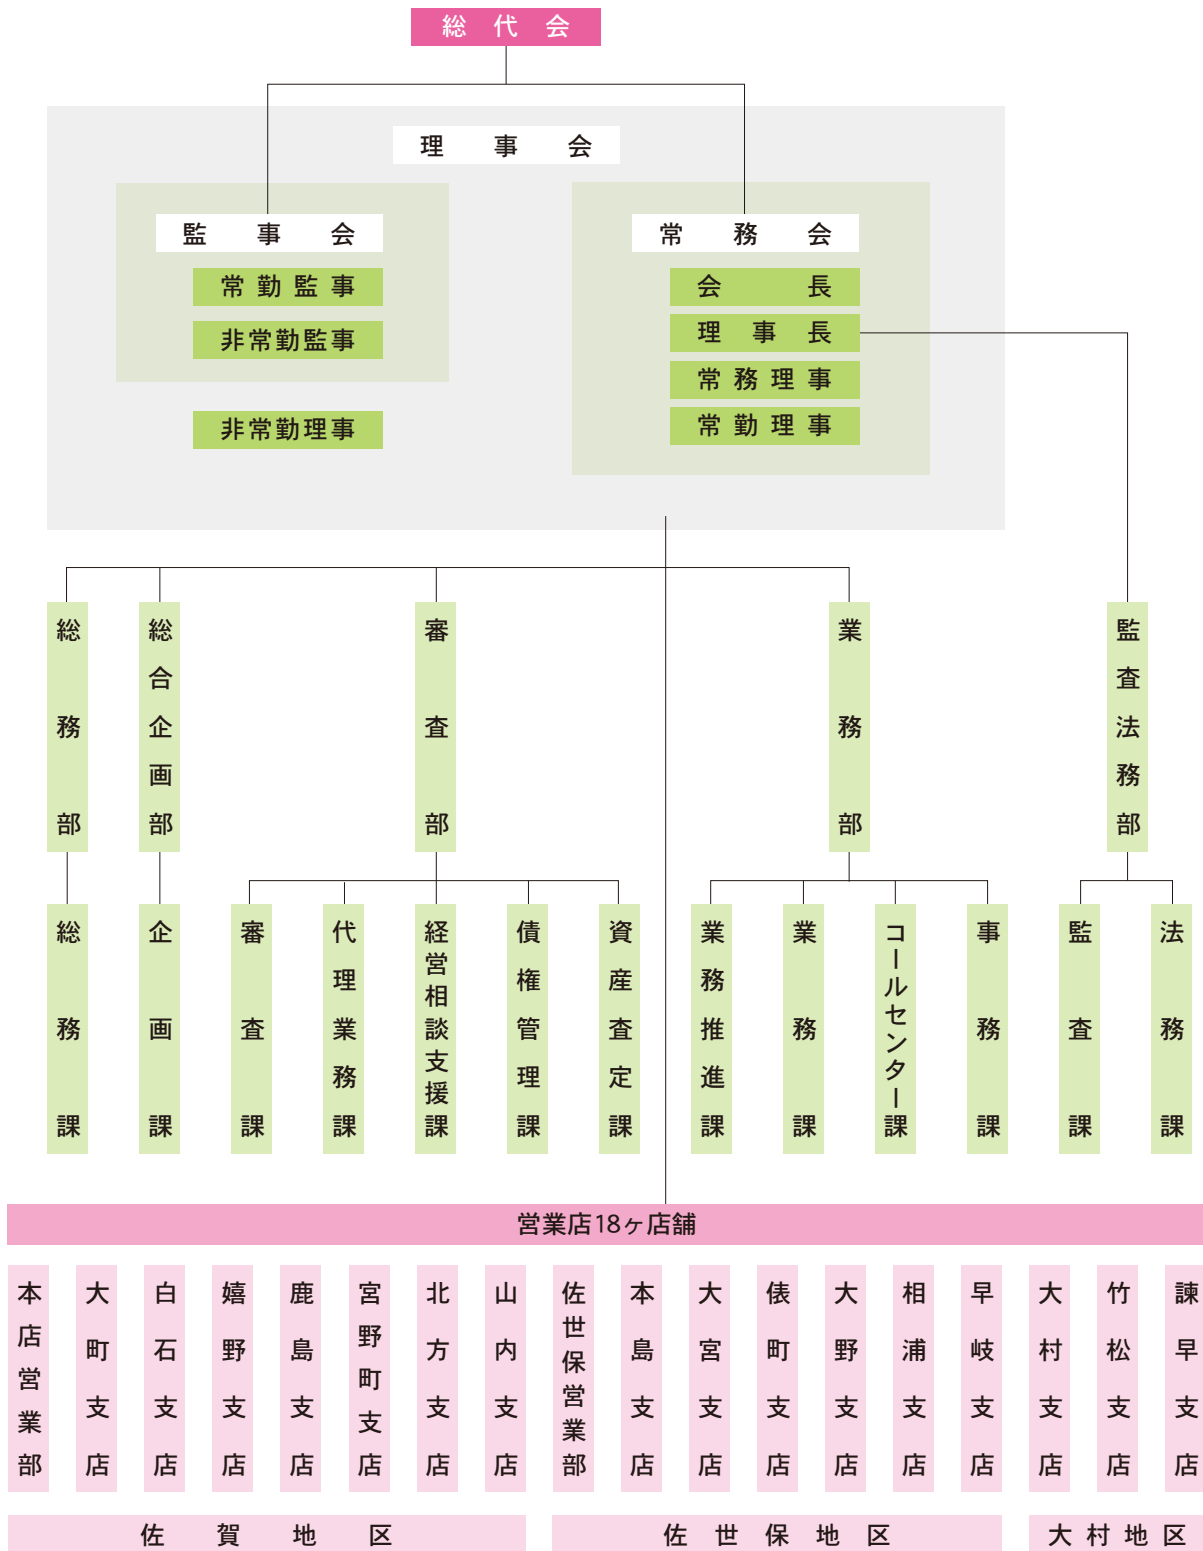 総代会
理事会
監事会
常勤監事
非常勤監事
非常勤理事
常務会
会長
理事長
常務理事
常勤理事
総務部
総合企画部
審査部
業務部
監査法務部
総務課
企画課
審査課
代理業務課
経営相談支援課
債権管理課
資産査定課
業務推進課
業務課
コールセンター課
事務課
監査課
法務課
営業店18ヶ店舗
本店営業部
大町支店
白石支店
嬉野支店
鹿島支店
宮野町支店
北方支店
山内支店
佐世保営業部
本島支店
大宮支店
俵町支店
大野支店
相浦支店
早岐支店
大村支店
竹松支店
諫早支店
佐賀地区
佐世保地区
大村地区